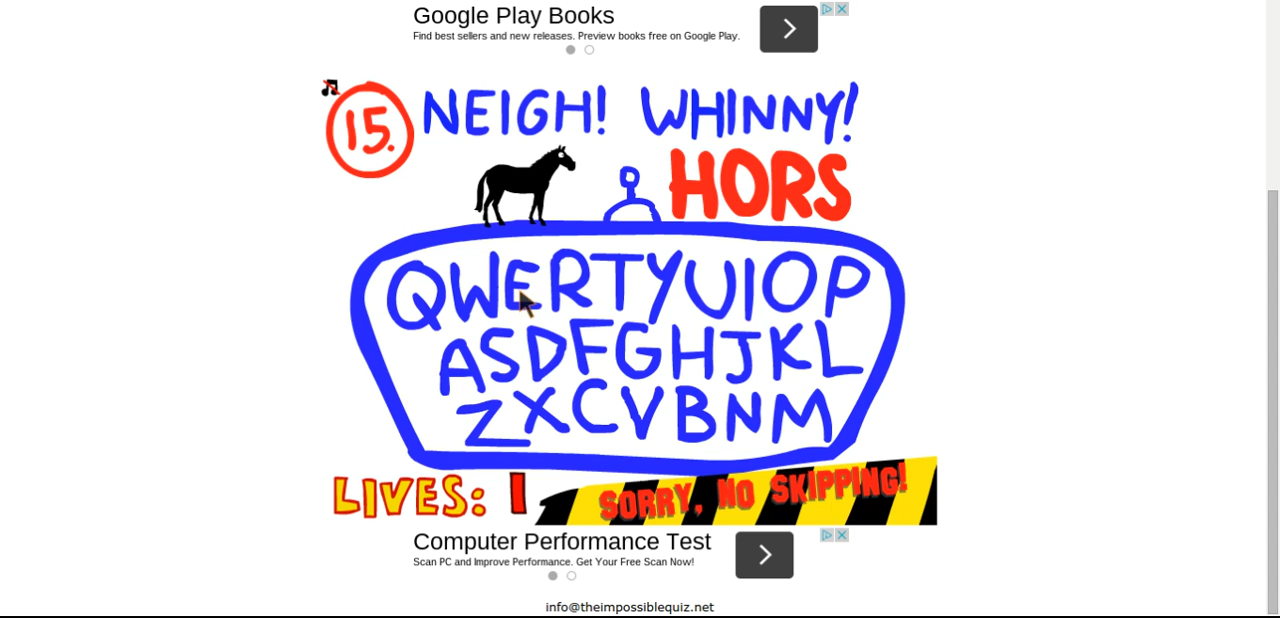 Google Play Books
Find best sellers and new releases. Preview books free on Google Play.
15. NEIGH! WHINNY!
HORS
QWERTYUIOP
ASDFGHJKL
ZXCVBNM
LIVES: 1 SORRY, NO SKIPPING!
Computer Performance Test
Scan PC and Improve Performance. Get Your Free Scan Now!
info@theimpossiblequiz.net